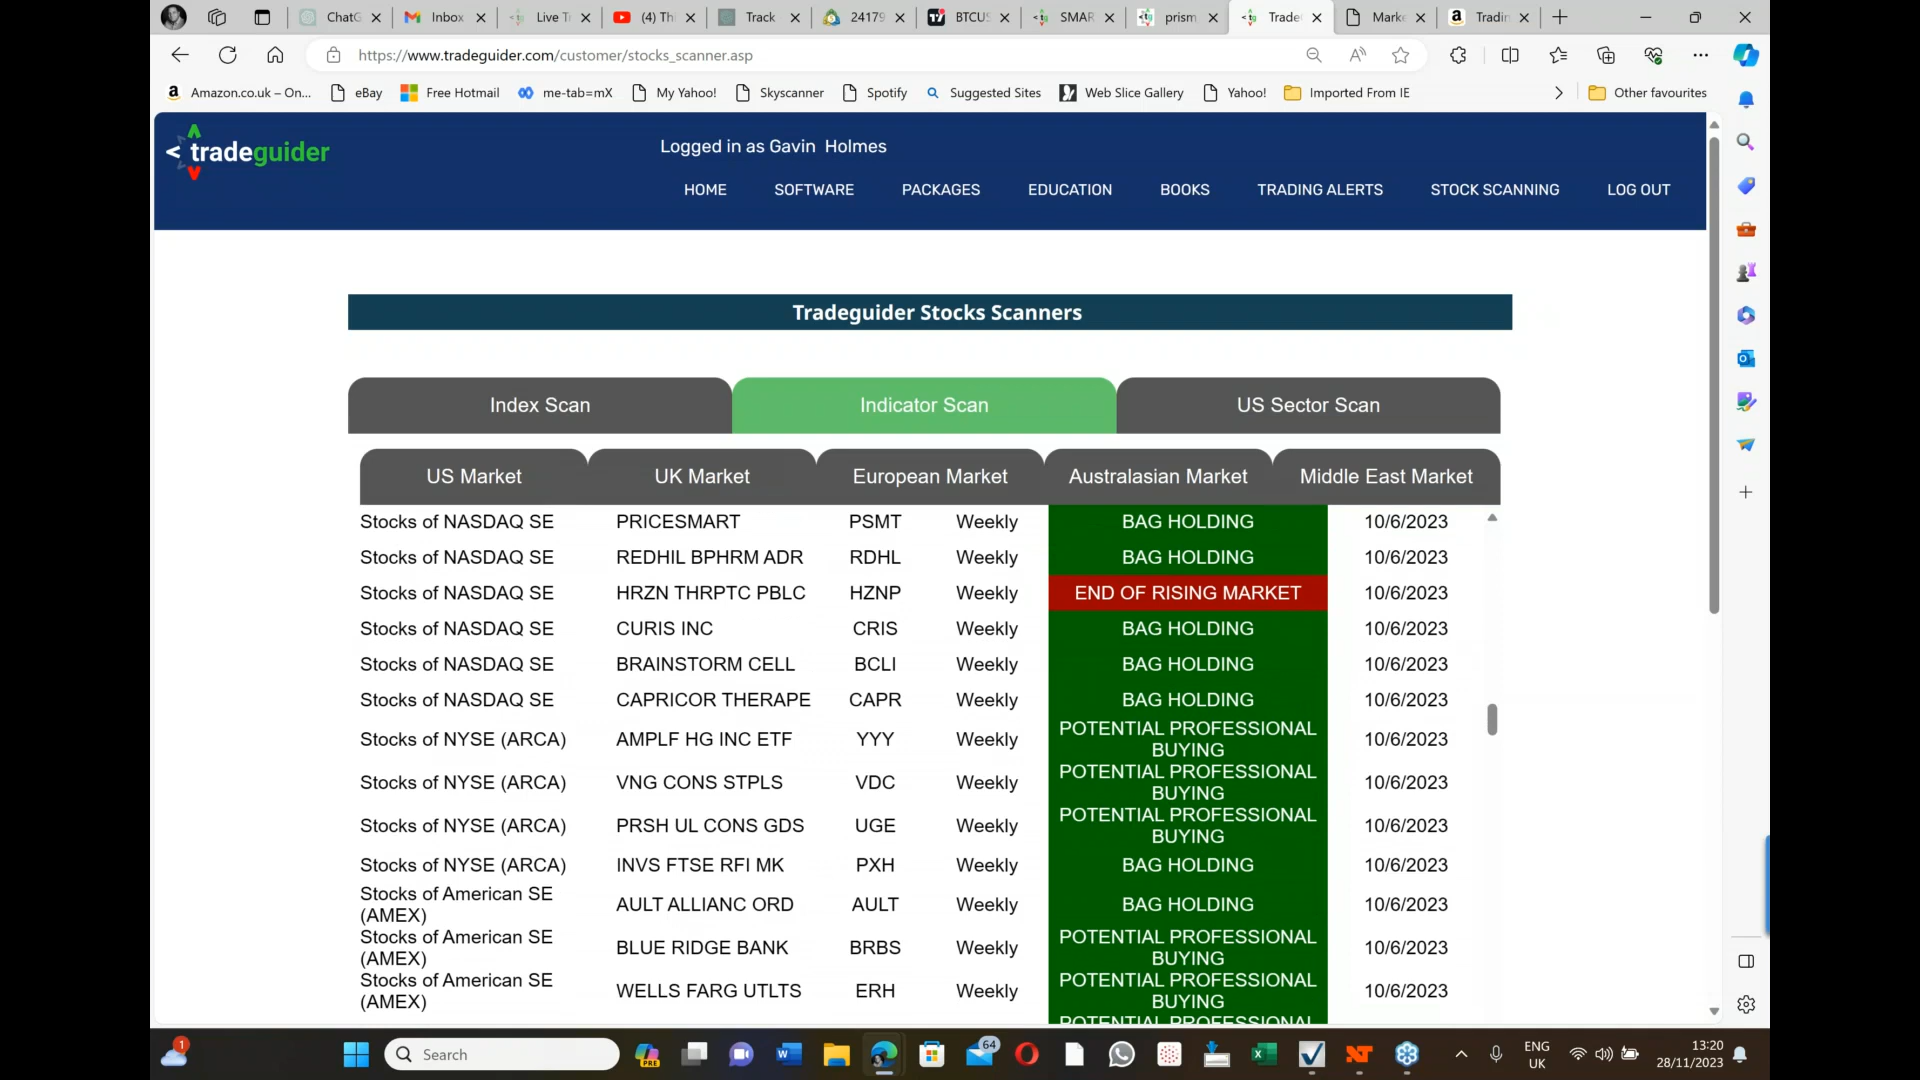 ChatG
Inbox
Live Tr
(4) Th
Track
24179
BTCUS
SMAR
prism
Trade
Marke
Tradin
https://www.tradeguider.com/customer/stocks_scanner.asp
Amazon.co.uk – On...
eBay
Free Hotmail
me-tab=mX
My Yahoo!
Skyscanner
Spotify
Suggested Sites
Web Slice Gallery
Yahoo!
Imported From IE
Other favourites
tradeguider
Logged in as Gavin Holmes
HOME SOFTWARE PACKAGES EDUCATION BOOKS TRADING ALERTS STOCK SCANNING LOG OUT
Tradeguider Stocks Scanners
Index Scan Indicator Scan US Sector Scan
US Market UK Market European Market Australasian Market Middle East Market
Stocks of NASDAQ SE PRICESMART PSMT Weekly BAG HOLDING 10/6/2023
Stocks of NASDAQ SE REDHIL BPHRM ADR RDHL Weekly BAG HOLDING 10/6/2023
Stocks of NASDAQ SE HRZN THRPTC PBLC HZNP Weekly END OF RISING MARKET 10/6/2023
Stocks of NASDAQ SE CURIS INC CRIS Weekly BAG HOLDING 10/6/2023
Stocks of NASDAQ SE BRAINSTORM CELL BCLI Weekly BAG HOLDING 10/6/2023
Stocks of NASDAQ SE CAPRICOR THERAPE CAPR Weekly BAG HOLDING 10/6/2023
Stocks of NYSE (ARCA) AMPLF HG INC ETF YYY Weekly POTENTIAL PROFESSIONAL
BUYING 10/6/2023
Stocks of NYSE (ARCA) VNG CONS STPLS VDC Weekly POTENTIAL PROFESSIONAL
BUYING 10/6/2023
Stocks of NYSE (ARCA) PRSH UL CONS GDS UGE Weekly POTENTIAL PROFESSIONAL
BUYING 10/6/2023
Stocks of NYSE (ARCA) INVS FTSE RFI MK PXH Weekly BAG HOLDING 10/6/2023
Stocks of American SE
(AMEX) AULT ALLIANC ORD AULT Weekly BAG HOLDING 10/6/2023
Stocks of American SE
(AMEX) BLUE RIDGE BANK BRBS Weekly POTENTIAL PROFESSIONAL
BUYING 10/6/2023
Stocks of American SE
(AMEX) WELLS FARG UTLTS ERH Weekly POTENTIAL PROFESSIONAL
BUYING 10/6/2023
POTENTIAL PROFESSIONAL
1
Search
PRE
64
ENG
UK
13:20
28/11/2023